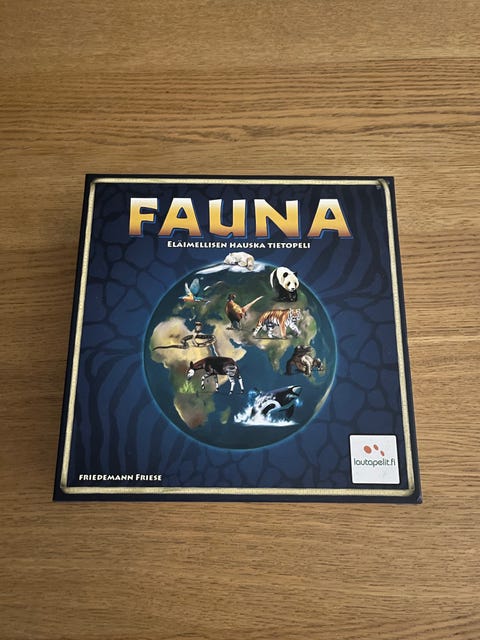 FAUNA
ELÄIMELLISEN HAUSKA TIETOPELI
FRIEDEMANN FRIESE
lautapelit.fi